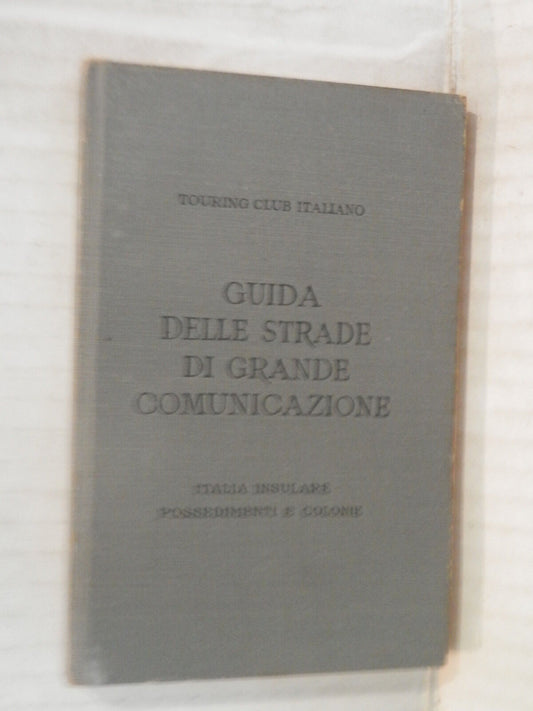 TOURING CLUB ITALIANO
GUIDA
DELLE STRADE
DI GRANDE
COMUNICAZIONE
ITALIA INSULARE
POSSEDIMENTI E COLONIE